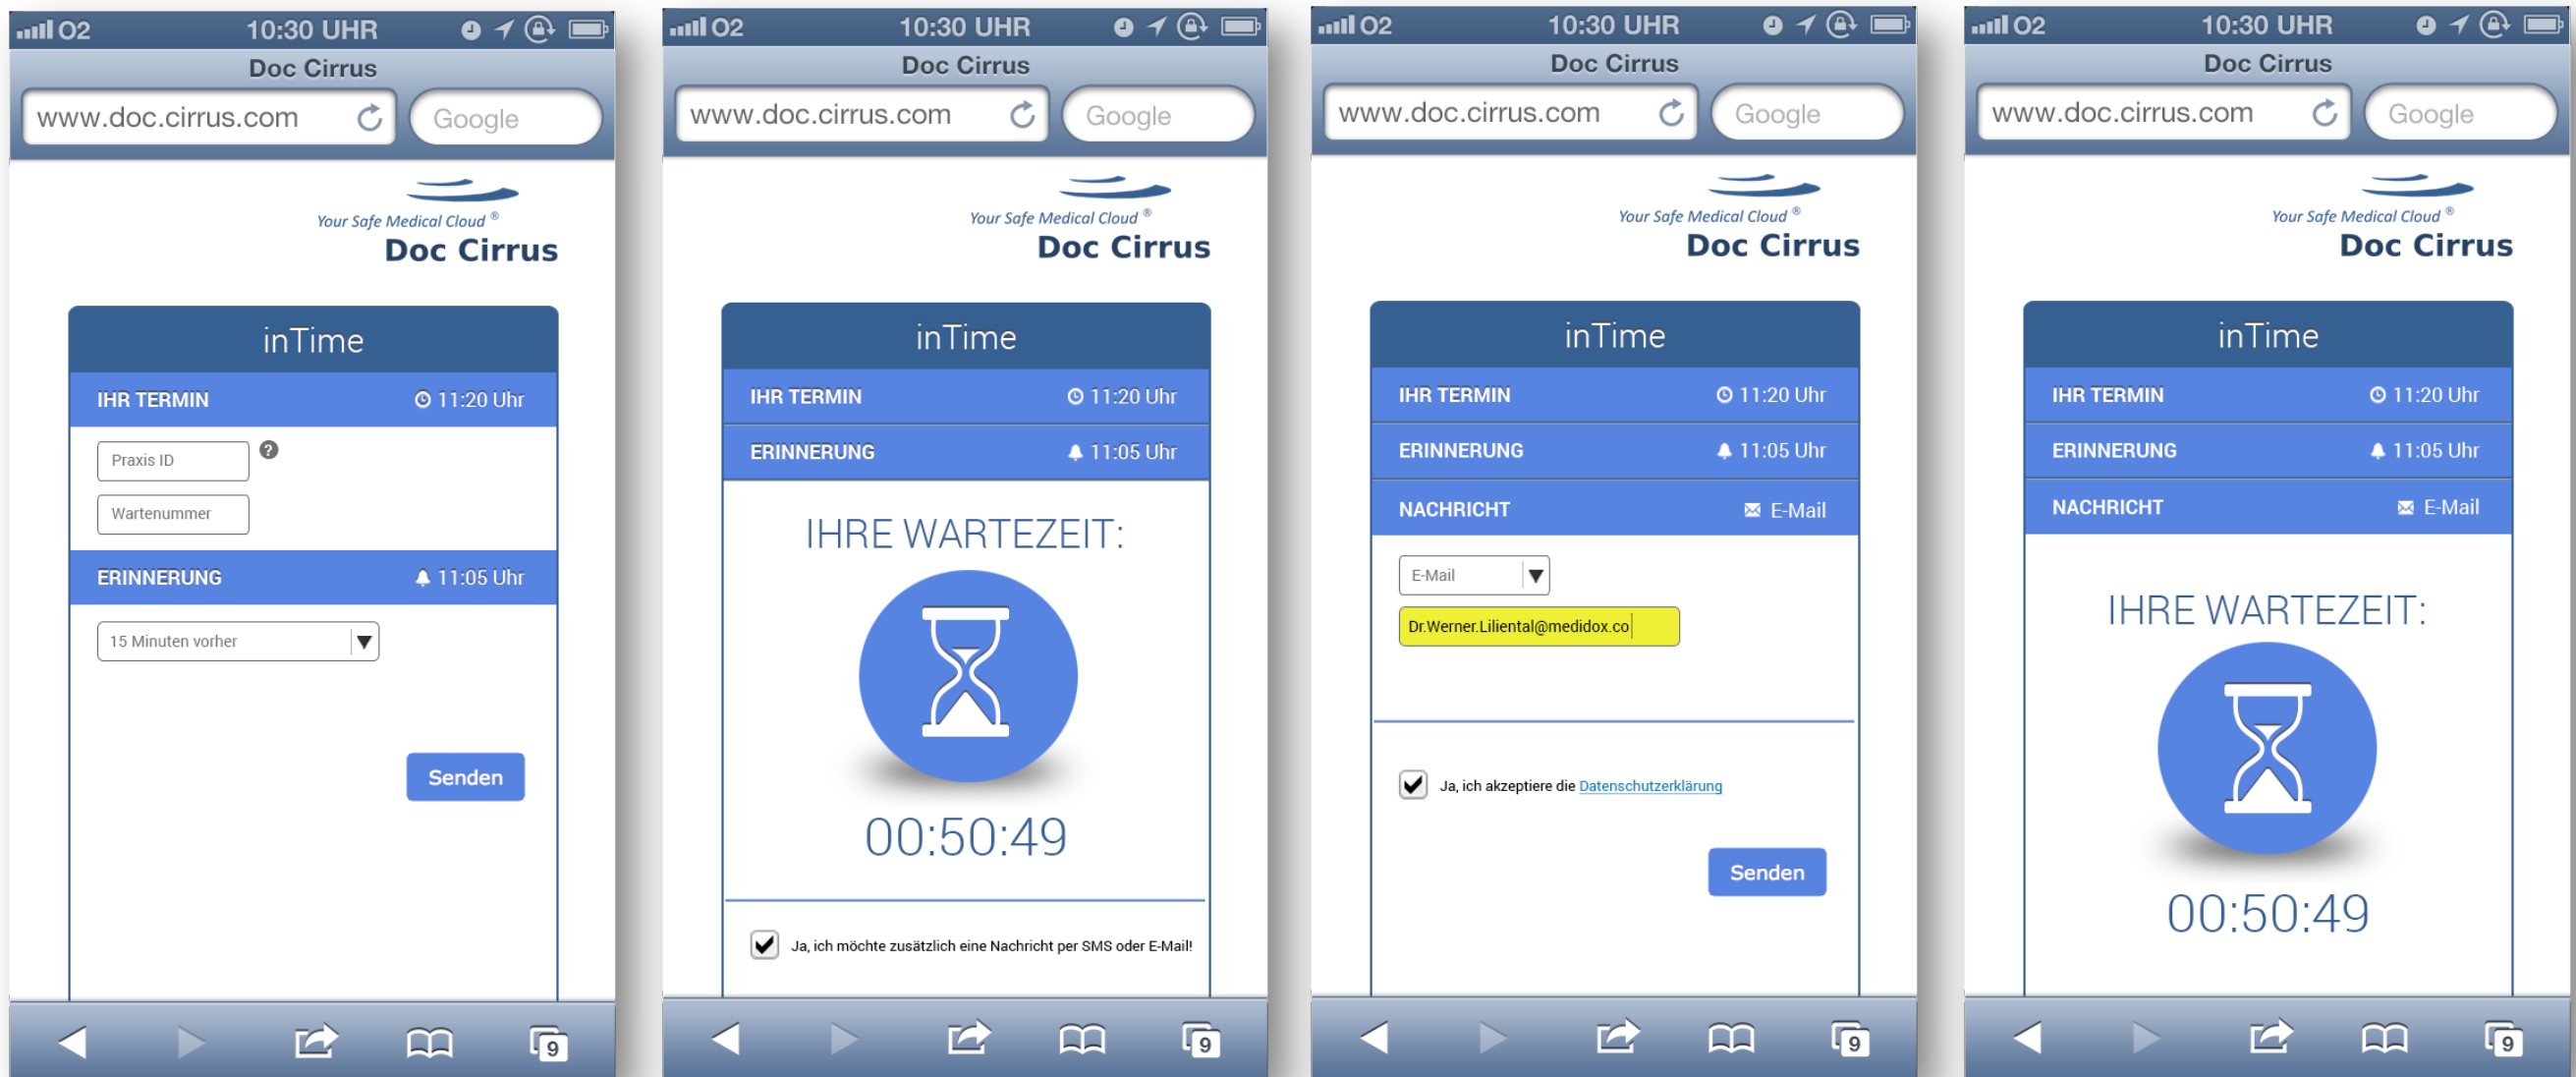 O2 10:30 UHR
Doc Cirrus
www.doc.cirrus.com Google
Your Safe Medical Cloud ®
Doc Cirrus
inTime
IHR TERMIN 11:20 Uhr
Praxis ID ?
Wartenummer
ERINNERUNG 11:05 Uhr
15 Minuten vorher
Senden
9
O2 10:30 UHR
Doc Cirrus
www.doc.cirrus.com Google
Your Safe Medical Cloud ®
Doc Cirrus
inTime
IHR TERMIN 11:20 Uhr
ERINNERUNG 11:05 Uhr
IHRE WARTEZEIT:
00:50:49
Ja, ich möchte zusätzlich eine Nachricht per SMS oder E-Mail!
9
O2 10:30 UHR
Doc Cirrus
www.doc.cirrus.com Google
Your Safe Medical Cloud ®
Doc Cirrus
inTime
IHR TERMIN 11:20 Uhr
ERINNERUNG 11:05 Uhr
NACHRICHT E-Mail
E-Mail
Dr.Werner.Liliental@medidox.co
Ja, ich akzeptiere die Datenschutzerklärung
Senden
9
O2 10:30 UHR
Doc Cirrus
www.doc.cirrus.com Google
Your Safe Medical Cloud ®
Doc Cirrus
inTime
IHR TERMIN 11:20 Uhr
ERINNERUNG 11:05 Uhr
NACHRICHT E-Mail
IHRE WARTEZEIT:
00:50:49
9